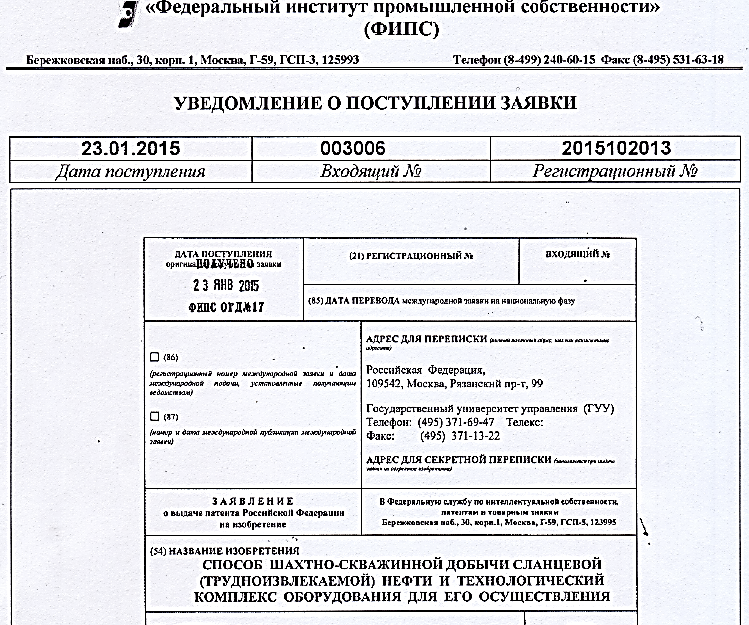 «Федеральный институт промышленной собственности»
(ФИПС)
Бережковская наб., 30, корп. 1, Москва, Г-59, ГСП-3, 125993 Телефон (8-499) 240-60-15 Факс (8-495) 531-63-18
УВЕДОМЛЕНИЕ О ПОСТУПЛЕНИИ ЗАЯВКИ
23.01.2015 003006 2015102013
Дата поступления Входящий № Регистрационный №
ДАТА ПОСТУПЛЕНИЯ
заявки
ПОЛУЧЕНО
23 ЯНВ 2015
ФИПС ОТД№17
(21) РЕГИСТРАЦИОННЫЙ №
ВХОДЯЩИЙ №
(85) ДАТА ПЕРЕВОДА международной заявки на национальную фазу
(86)
(регистрационный номер международной заявки и дата
международной подачи, установленные получающим
ведомством)
(87)
(номер и дата международной публикации международной
заявки)
АДРЕС ДЛЯ ПЕРЕПИСКИ
Российская Федерация,
109542, Москва, Рязанский пр-т, 99
Государственный университет управления (ГУУ)
Телефон: (495) 371-69-47 Телекс:
Факс: (495) 371-13-22
АДРЕС ДЛЯ СЕКРЕТНОЙ ПЕРЕПИСКИ
ЗАЯВЛЕНИЕ
о выдаче патента Российской Федерации
на изобретение
В Федеральную службу по интеллектуальной собственности,
патентам и товарным знакам
Бережковская наб., 30, корп.1, Москва, Г-59, ГСП-5, 123995
(54) НАЗВАНИЕ ИЗОБРЕТЕНИЯ
СПОСОБ ШАХТНО-СКВАЖИННОЙ ДОБЫЧИ СЛАНЦЕВОЙ
(ТРУДНОИЗВЛЕКАЕМОЙ) НЕФТИ И ТЕХНОЛОГИЧЕСКИЙ
КОМПЛЕКС ОБОРУДОВАНИЯ ДЛЯ ЕГО ОСУЩЕСТВЛЕНИЯ